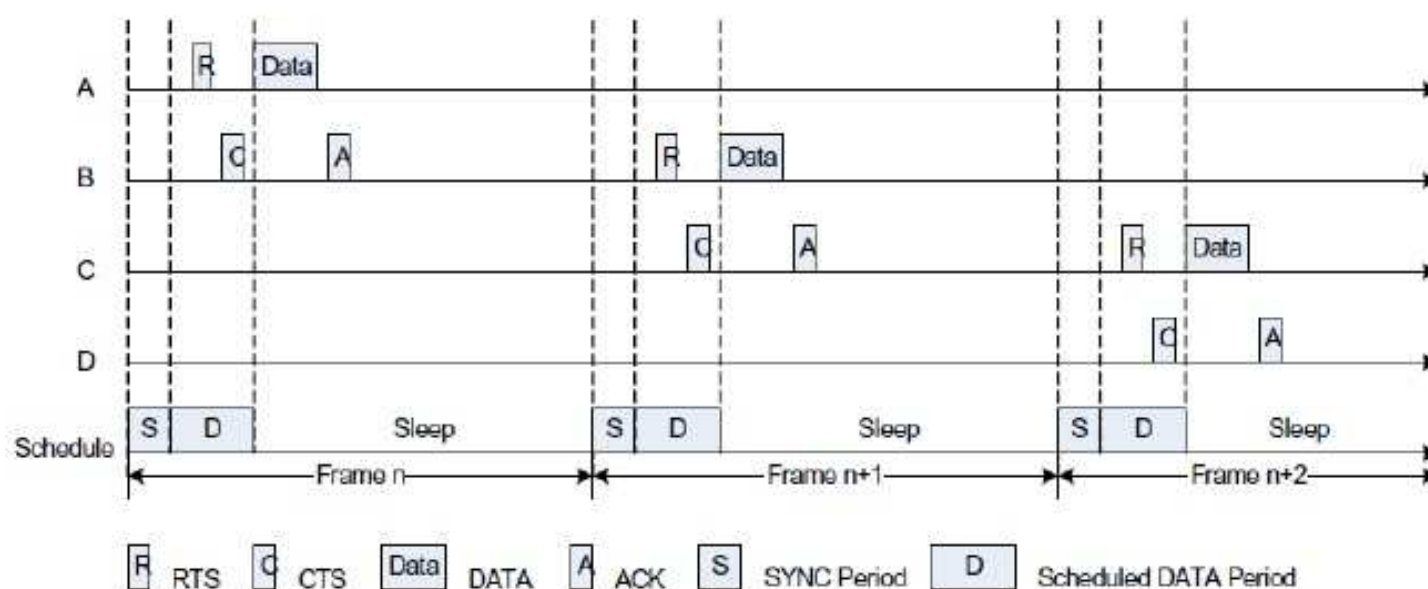 A R Data
B C A R Data
C C A R Data
D C A
Schedule S D Sleep S D Sleep S D Sleep
Frame n Frame n+1 Frame n+2
R RTS C CTS Data DATA A ACK S SYNC Period D Scheduled DATA Period